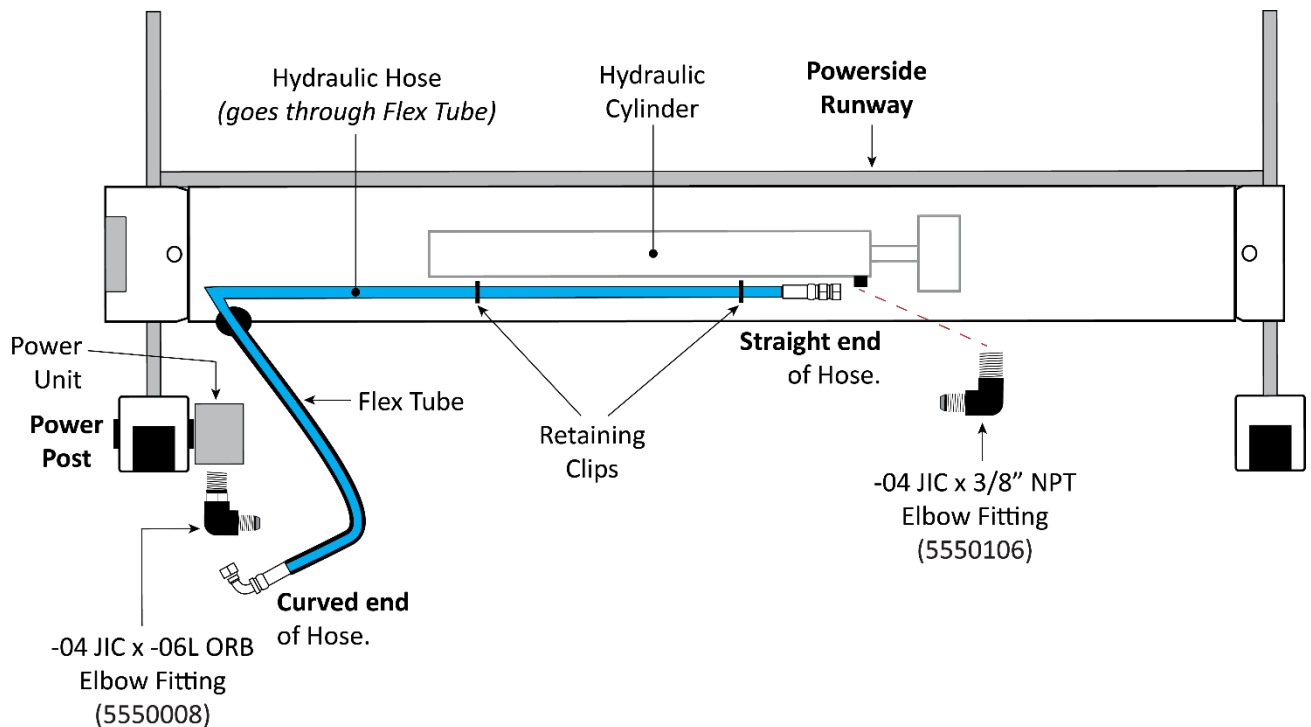 Hydraulic Hose
(goes through Flex Tube)
Hydraulic
Cylinder
Powerside
Runway
Power
Unit
Power
Post
Flex Tube
Retaining
Clips
Straight end
of Hose.
-04 JIC x 3/8” NPT
Elbow Fitting
(5550106)
Curved end
of Hose.
-04 JIC x -06L ORB
Elbow Fitting
(5550008)